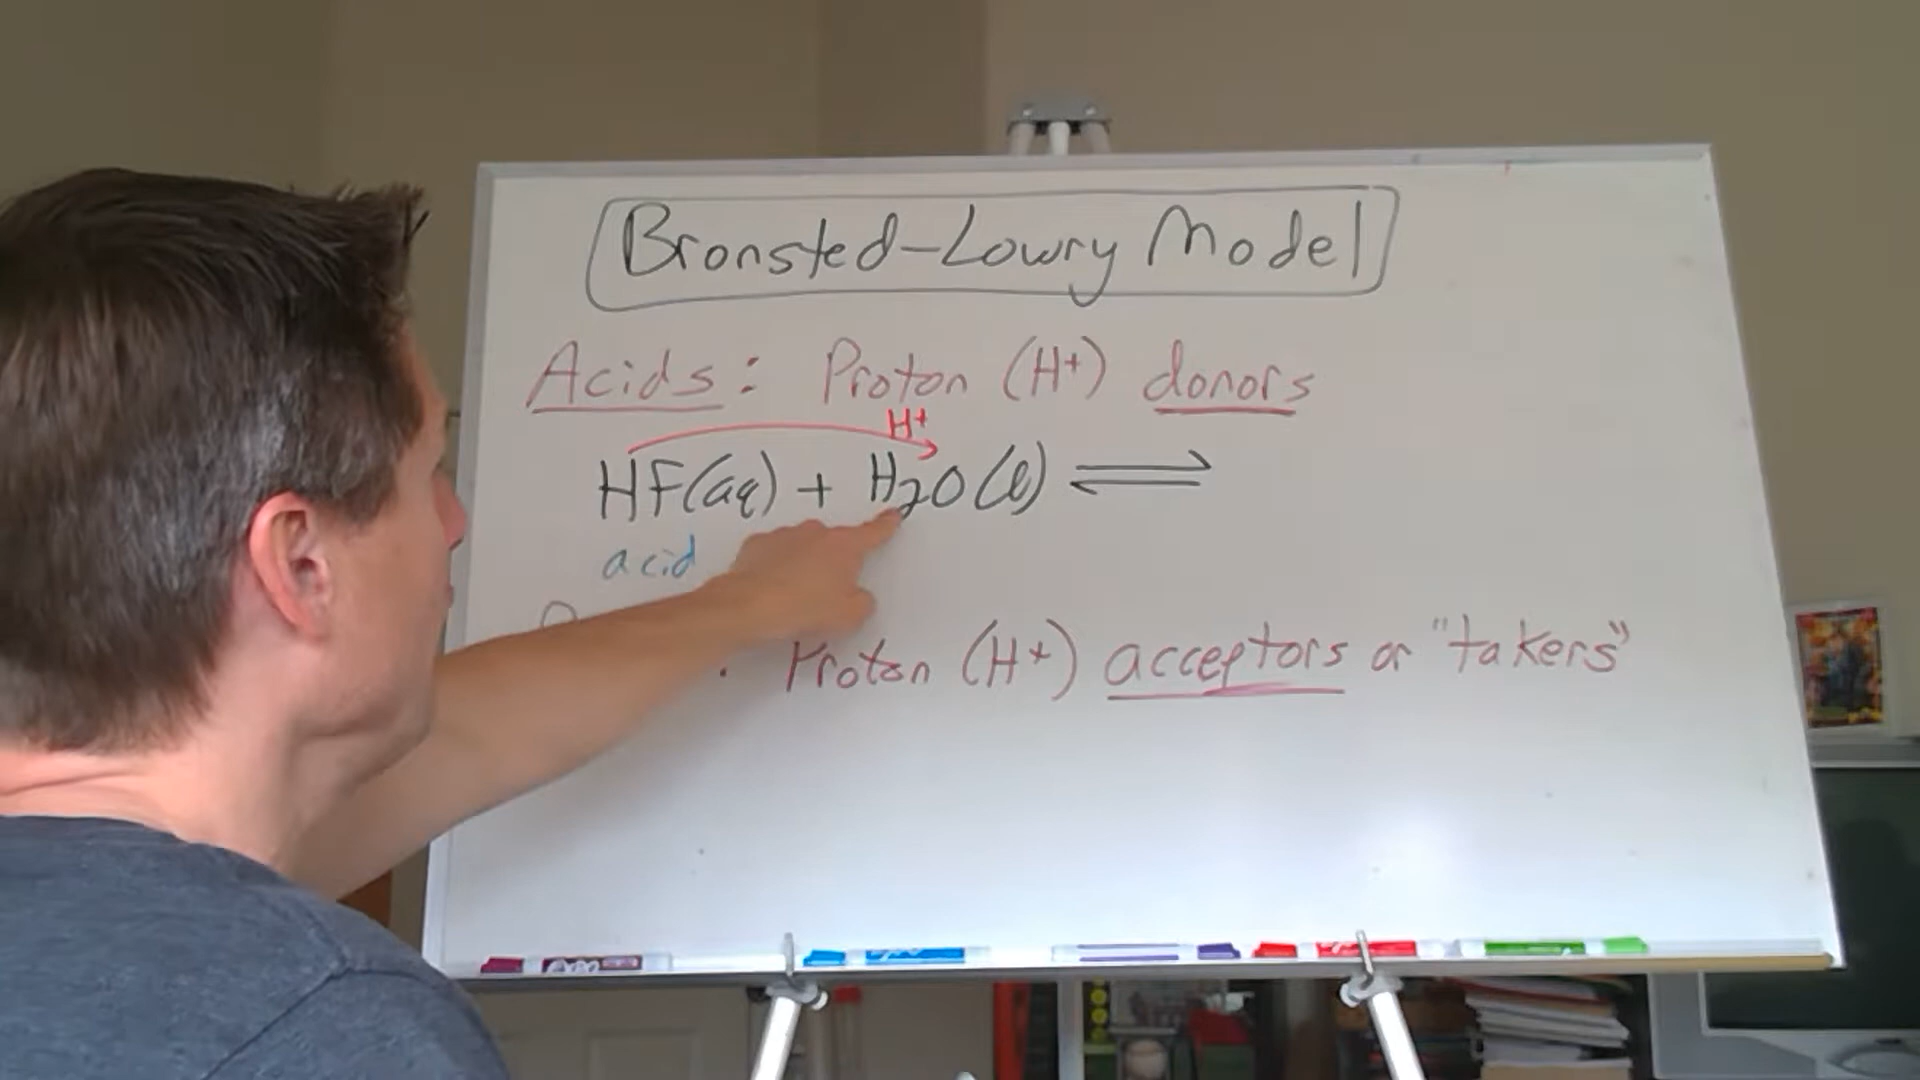 Bronsted-Lowry Model
Acids: Proton (H+) donors
H+
HF(aq) + H2O(l) ⇌
acid
Proton (H+) acceptors or "takers"